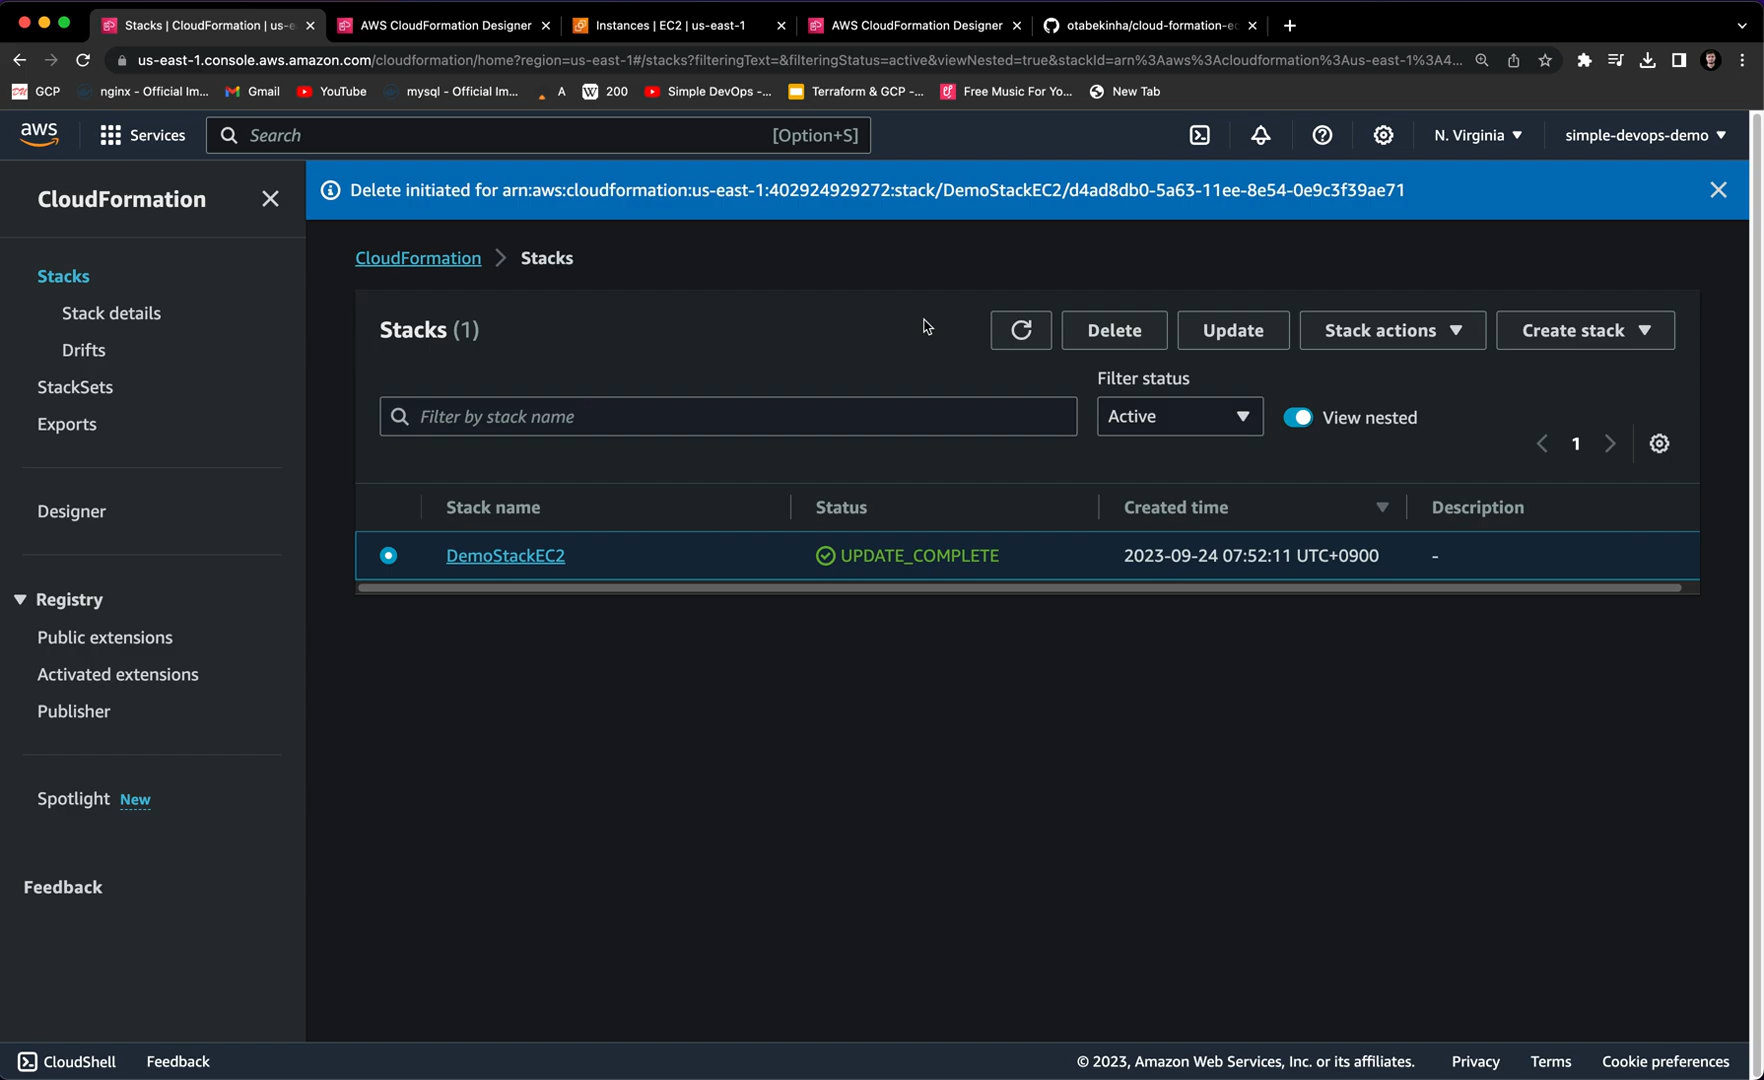 Stacks | CloudFormation | us-e
AWS CloudFormation Designer
Instances | EC2 | us-east-1
AWS CloudFormation Designer
otabekinha/cloud-formation-ec
us-east-1.console.aws.amazon.com/cloudformation/home?region=us-east-1#/stacks?filteringText=&filteringStatus=active&viewNested=true&stackId=arn%3Aaws%3Acloudformation%3Aus-east-1%3A4...
GCP
nginx - Official Im...
Gmail
YouTube
mysql - Official Im...
A
200
Simple DevOps -...
Terraform & GCP -...
Free Music For Yo...
New Tab
aws
Services
Search
[Option+S]
N. Virginia
simple-devops-demo
CloudFormation
Delete initiated for arn:aws:cloudformation:us-east-1:402924929272:stack/DemoStackEC2/d4ad8db0-5a63-11ee-8e54-0e9c3f39ae71
Stacks
Stack details
Drifts
StackSets
Exports
Designer
Registry
Public extensions
Activated extensions
Publisher
Spotlight New
Feedback
CloudFormation > Stacks
Stacks (1)
Delete
Update
Stack actions
Create stack
Filter status
Filter by stack name
Active
View nested
1
Stack name
Status
Created time
Description
DemoStackEC2
UPDATE_COMPLETE
2023-09-24 07:52:11 UTC+0900
-
CloudShell
Feedback
© 2023, Amazon Web Services, Inc. or its affiliates.
Privacy
Terms
Cookie preferences